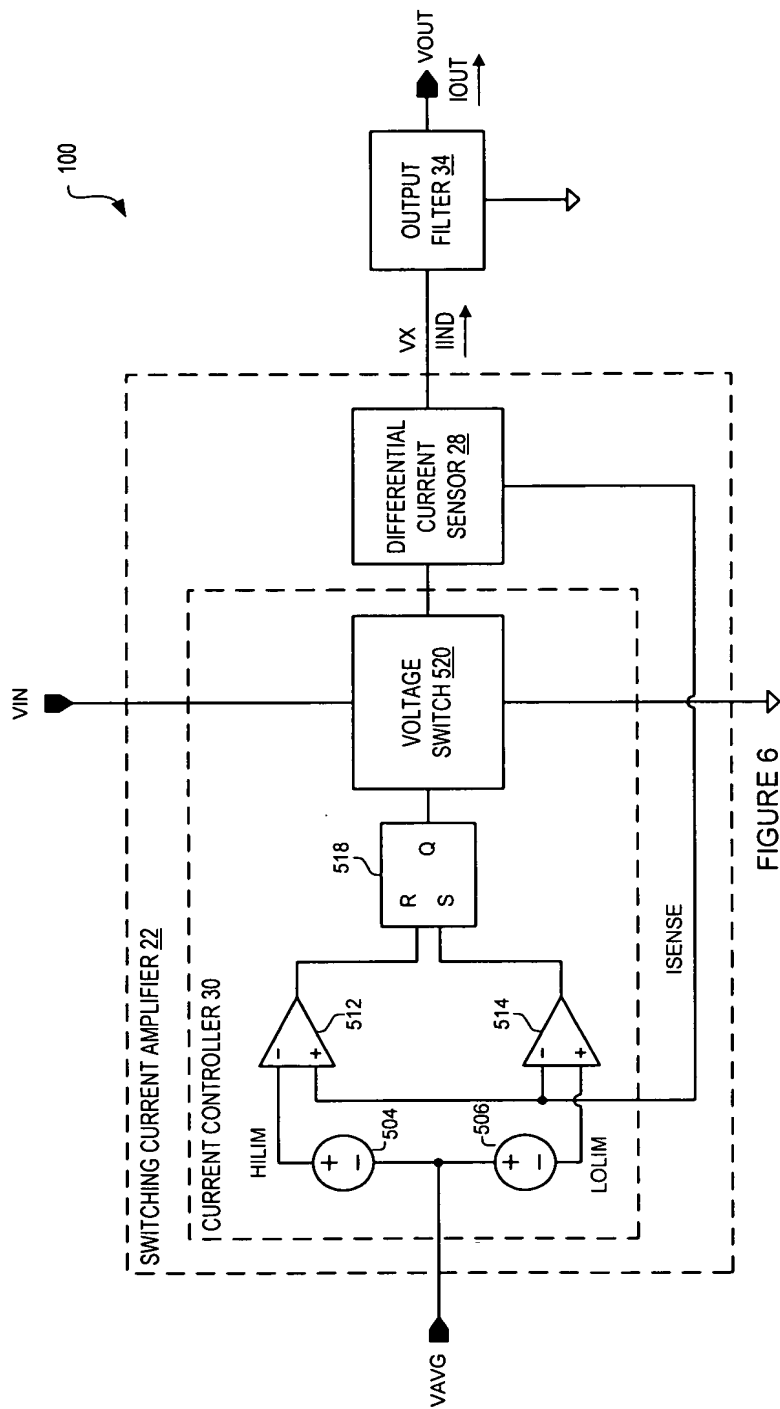 100
SWITCHING CURRENT AMPLIFIER 22
CURRENT CONTROLLER 30
VIN
VAVG
HILIM
LOLIM
+
−
504
+
−
506
−
+
512
−
+
514
518
R
S
Q
VOLTAGE
SWITCH 520
DIFFERENTIAL
CURRENT
SENSOR 28
ISENSE
VX
IIND
OUTPUT
FILTER 34
VOUT
IOUT
FIGURE 6